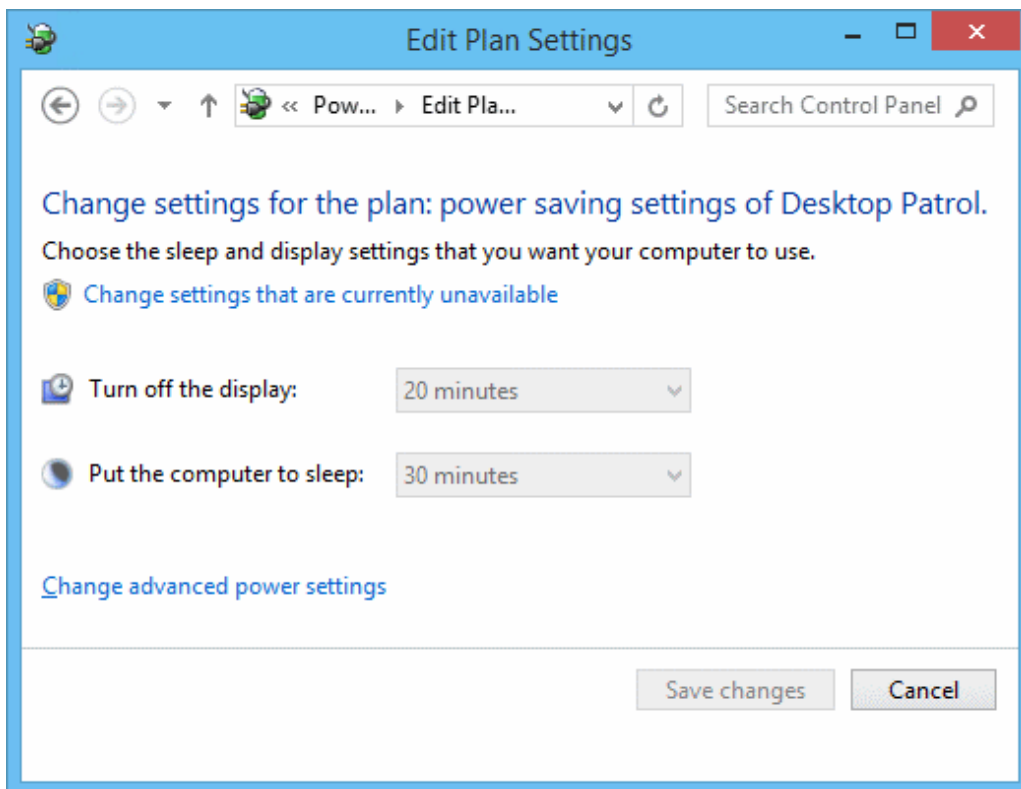 Edit Plan Settings
« Pow... Edit Pla... Search Control Panel
Change settings for the plan: power saving settings of Desktop Patrol.
Choose the sleep and display settings that you want your computer to use.
Change settings that are currently unavailable
Turn off the display: 20 minutes
Put the computer to sleep: 30 minutes
Change advanced power settings
Save changes Cancel